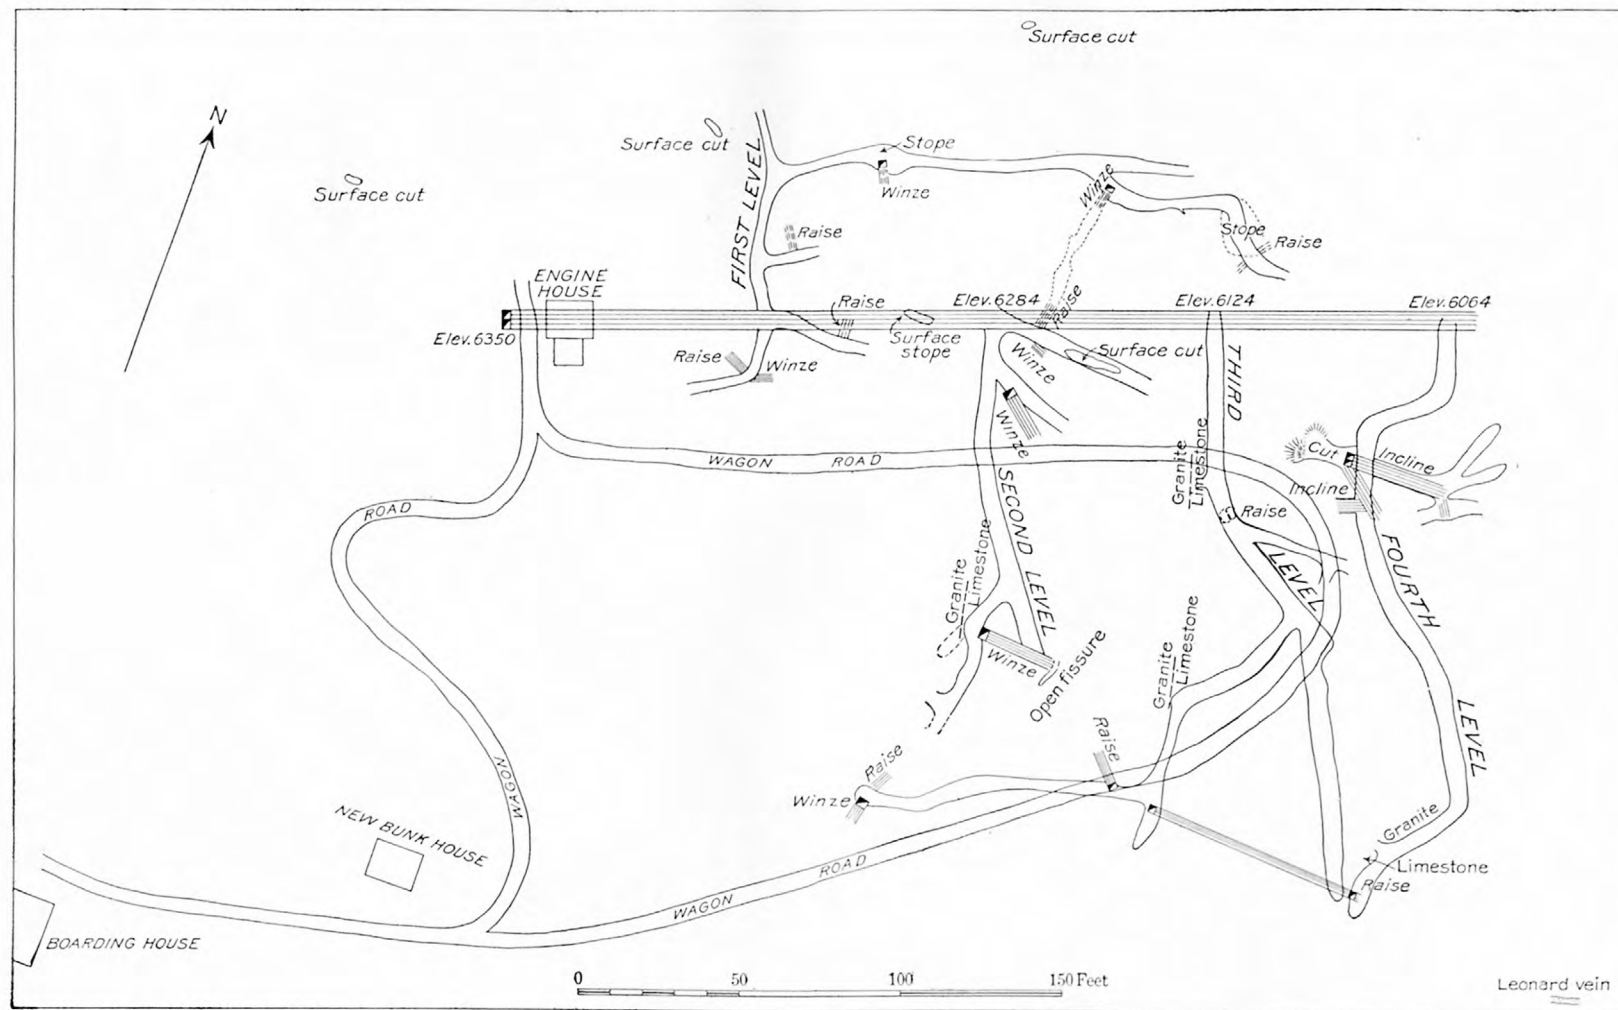 Surface cut
N
Surface cut
Stope
Surface cut
Winze
Winze
FIRST LEVEL
Raise
Stope
Raise
ENGINE
HOUSE
Elev.6350
Raise
Elev.6284
Raise
Elev.6124
Elev.6064
Surface
stope
Raise
Winze
Winze
Surface cut
THIRD
LEVEL
Winze
WAGON ROAD
Granite
Limestone
Cut
Incline
Incline
ROAD
SECOND LEVEL
Raise
Granite
Limestone
FOURTH
LEVEL
Winze
Open fissure
Granite
Limestone
Raise
Raise
Winze
WAGON
NEW BUNK HOUSE
WAGON ROAD
Granite
Limestone
Raise
BOARDING HOUSE
0 50 100 150 Feet
Leonard vein